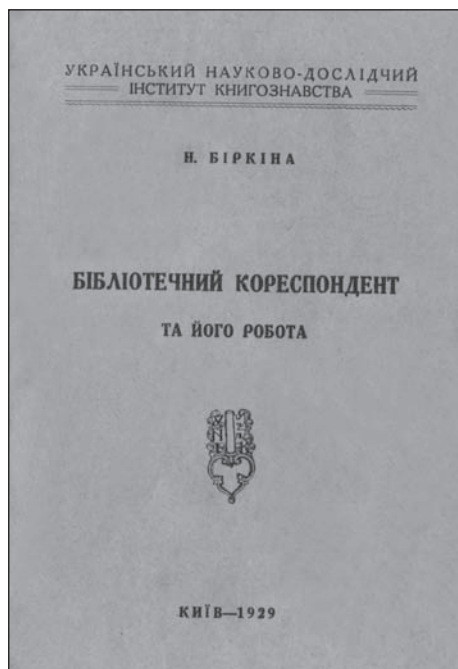 УКРАЇНСЬКИЙ НАУКОВО-ДОСЛІДЧИЙ
ІНСТИТУТ КНИГОЗНАВСТВА
Н. БІРКІНА
БІБЛІОТЕЧНИЙ КОРЕСПОНДЕНТ
ТА ЙОГО РОБОТА
КИЇВ—1929